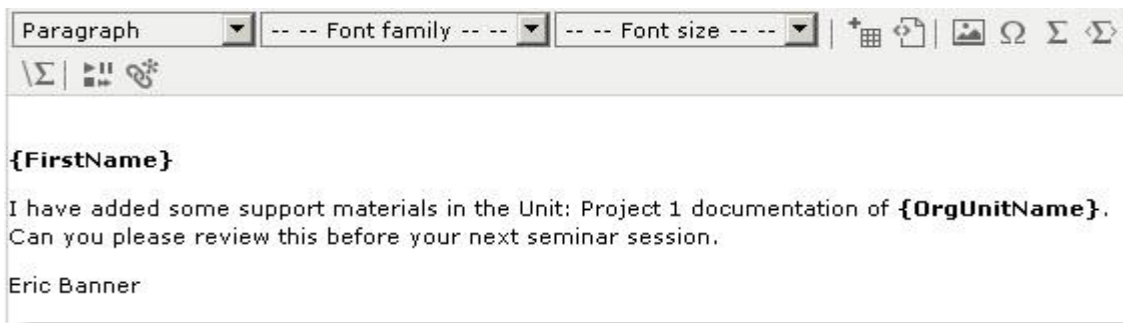 Paragraph -- -- Font family -- -- -- -- Font size -- -- Ω Σ <Σ>
\Σ
{FirstName}
I have added some support materials in the Unit: Project 1 documentation of {OrgUnitName}.
Can you please review this before your next seminar session.
Eric Banner